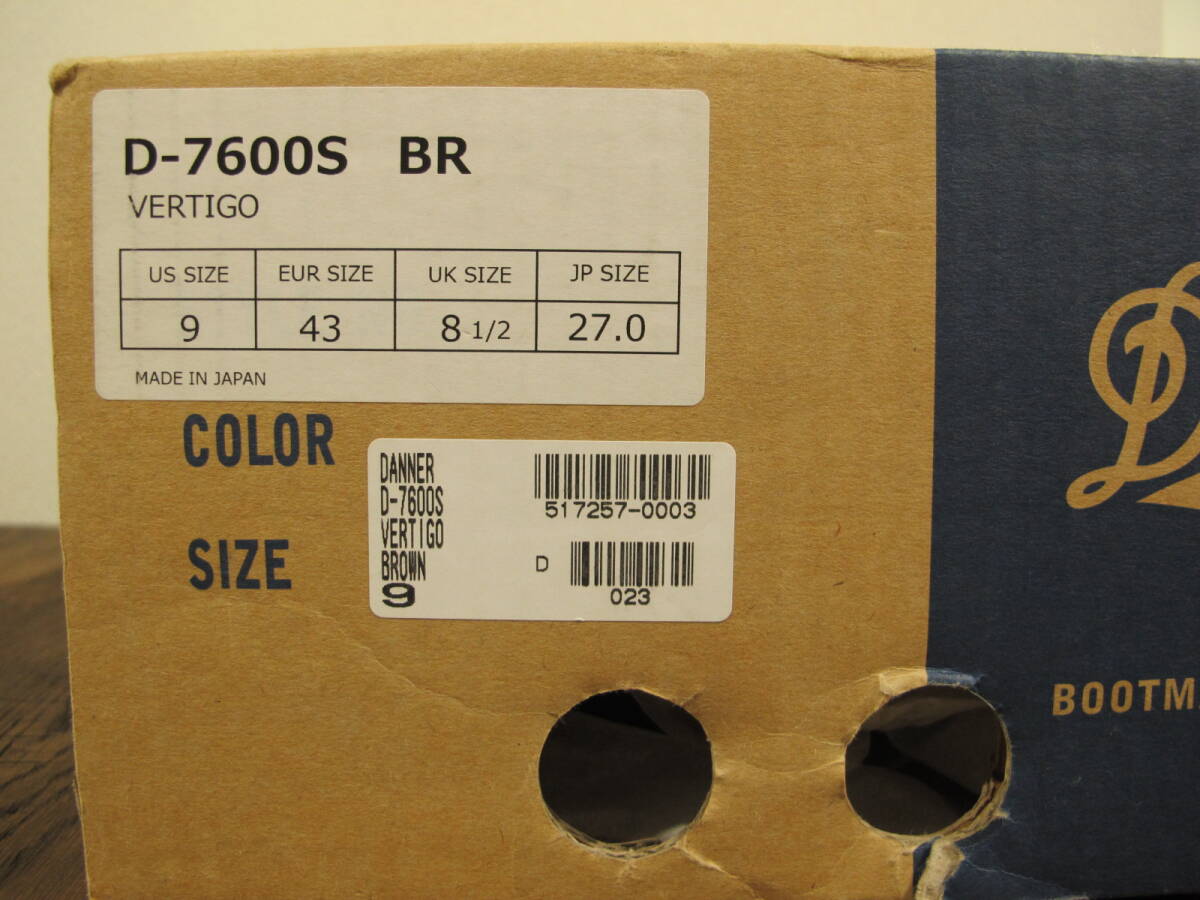 D-7600S BR
VERTIGO
US SIZE EUR SIZE UK SIZE JP SIZE
9 43 8 1/2 27.0
MADE IN JAPAN
COLOR
SIZE
DANNER
D-7600S
VERTIGO
BROWN
9
517257-0003
D
023
D
BOOTM